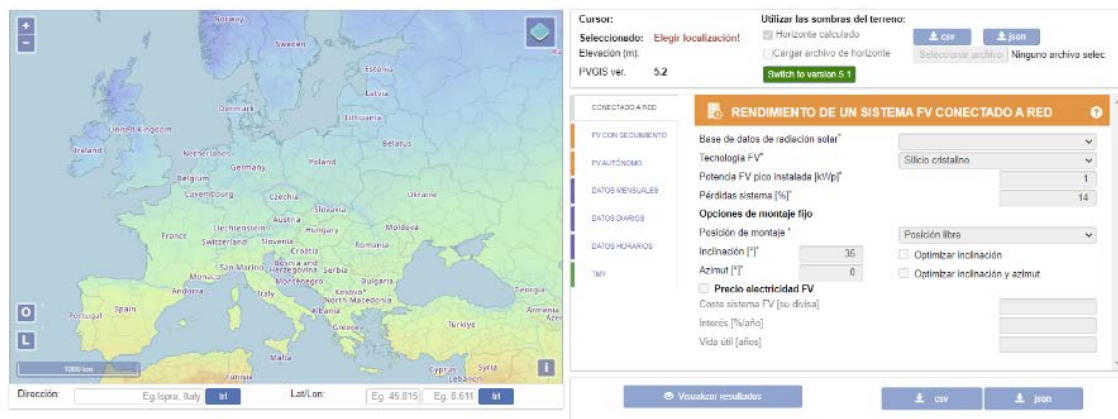 +
−
Norway
Sweden
Estonia
Latvia
Denmark
Lithuania
United Kingdom
Ireland
Belarus
Netherlands
Poland
Germany
Belgium
Luxembourg
Czechia
Ukraine
Slovakia
Austria
Liechtenstein
Hungary
Moldova
France
Switzerland
Slovenia
Croatia
Romania
San Marino
Bosnia and Herzegovina
Serbia
Monaco
Montenegro
Bulgaria
Andorra
Italy
Kosovo*
North Macedonia
Georgia
Spain
Albania
Armenia
Portugal
Azer
Greece
Türkiye
O
L
Malta
Tunisia
Cyprus
Syria
Lebanon
1000 km
i
Dirección:
Eg.Ispra, Italy
Ir!
Lat/Lon:
Eg. 45.815
Eg. 8.611
Ir!
Cursor:
Utilizar las sombras del terreno:
Seleccionado: Elegir localización!
Horizonte calculado
csv
json
Elevación (m):
Cargar archivo de horizonte
Seleccionar archivo
Ninguno archivo selec.
PVGIS ver. 5.2
Switch to version 5.1
CONECTADO A RED
FV CON SEGUIMIENTO
FV AUTÓNOMO
DATOS MENSUALES
DATOS DIARIOS
DATOS HORARIOS
TMY
RENDIMIENTO DE UN SISTEMA FV CONECTADO A RED
?
Base de datos de radiación solar*
Tecnología FV* Silicio cristalino
Potencia FV pico instalada [kWp]* 1
Pérdidas sistema [%]* 14
Opciones de montaje fijo
Posición de montaje * Posición libre
Inclinación [°]* 35 Optimizar inclinación
Azimut [°]* 0 Optimizar inclinación y azimut
Precio electricidad FV
Coste sistema FV [su divisa]
Interés [%/año]
Vida útil [años]
Visualizar resultados
csv
json